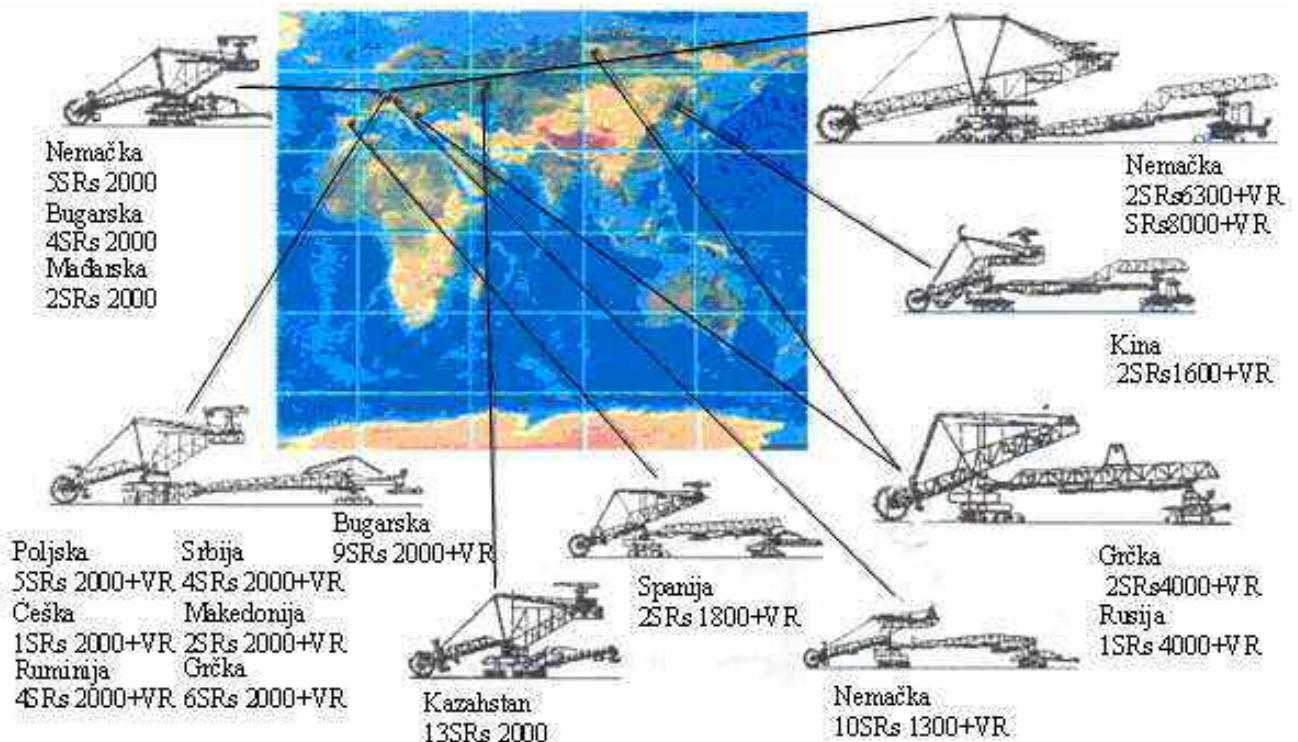 Nemačka
5SRs 2000
Bugarska
4SRs 2000
Mađarska
2SRs 2000
Nemačka
2SRs6300+VR
SRs8000+VR
Kina
2SRs1600+VR
Bugarska
9SRs 2000+VR
Poljska
5SRs 2000+VR
Češka
1SRs 2000+VR
Ruminija
4SRs 2000+VR
Srbija
4SRs 2000+VR
Makedonija
2SRs 2000+VR
Grčka
6SRs 2000+VR
Kazahstan
13SRs 2000
Spanija
2SRs 1800+VR
Nemačka
10SRs 1300+VR
Grčka
2SRs4000+VR
Rusija
1SRs 4000+VR